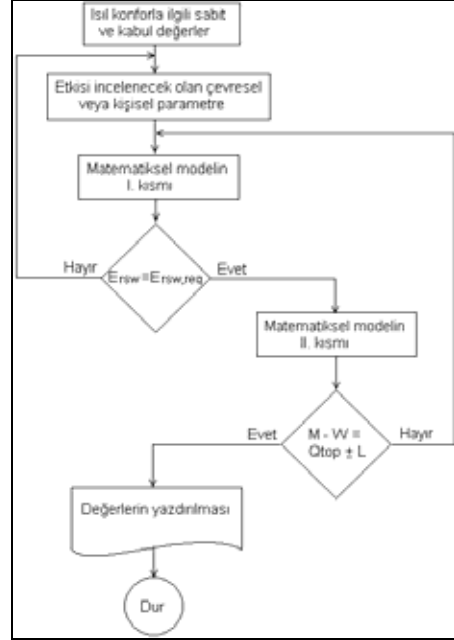 Isıl konforla ilgili sabit
ve kabul değerler
Etkisi incelenecek olan çevresel
veya kişisel parametre
Matematiksel modelin
I. kısmı
Hayır
Ersw=Ersw,req
Evet
Matematiksel modelin
II. kısmı
Evet
M - W =
Qtop ± L
Hayır
Değerlerin yazdırılması
Dur